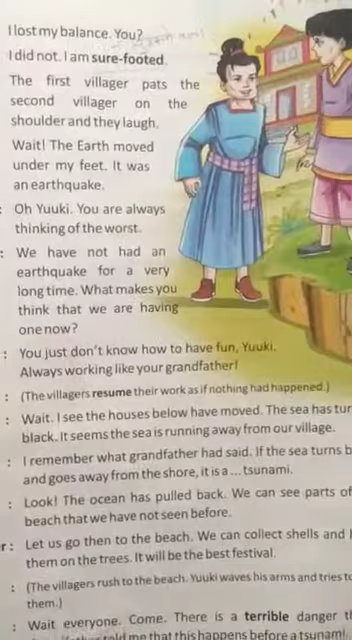 I lost my balance. You?
I did not. I am sure-footed.
The first villager pats the
second villager on the
shoulder and they laugh.
Wait! The Earth moved
under my feet. It was
an earthquake.
: Oh Yuuki. You are always
thinking of the worst.
: We have not had an
earthquake for a very
long time. What makes you
think that we are having
one now?
: You just don't know how to have fun, Yuuki.
Always working like your grandfather!
: (The villagers resume their work as if nothing had happened.)
: Wait. I see the houses below have moved. The sea has tur
black. It seems the sea is running away from our village.
: I remember what grandfather had said. If the sea turns b
and goes away from the shore, it is a ... tsunami.
: Look! The ocean has pulled back. We can see parts of
beach that we have not seen before.
r : Let us go then to the beach. We can collect shells and
them on the trees. It will be the best festival.
: (The villagers rush to the beach. Yuuki waves his arms and tries to
them.)
: Wait everyone. Come. There is a terrible danger t
told me that this happens before a tsunami